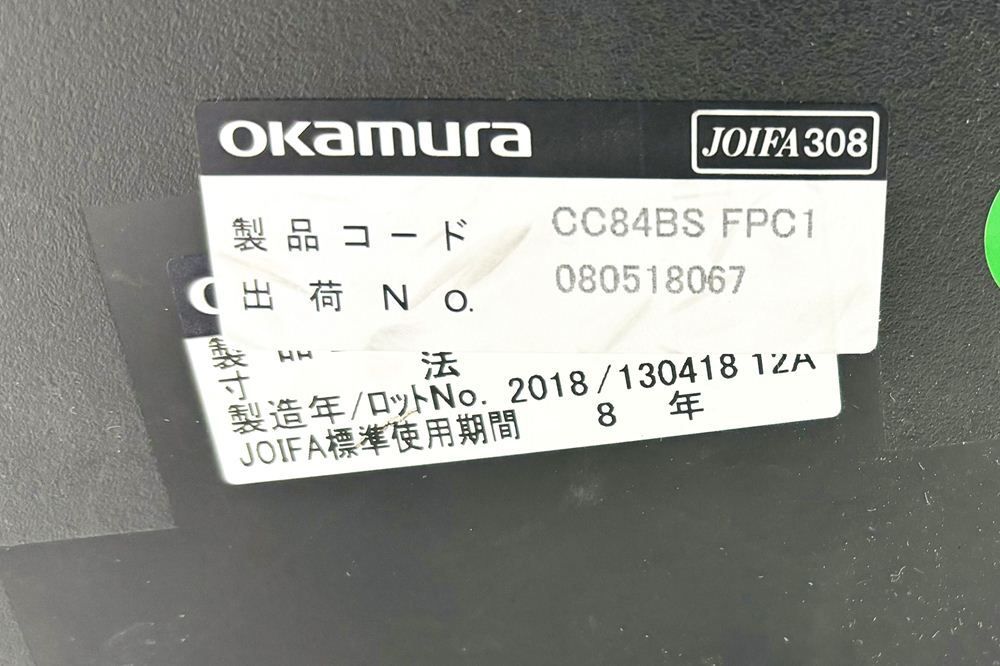 okamura JOIFA308
製品コード CC84BS FPC1
出荷No. 080518067
製品
寸法
製造年/ロットNo. 2018/130418 12A
JOIFA標準使用期間 8年